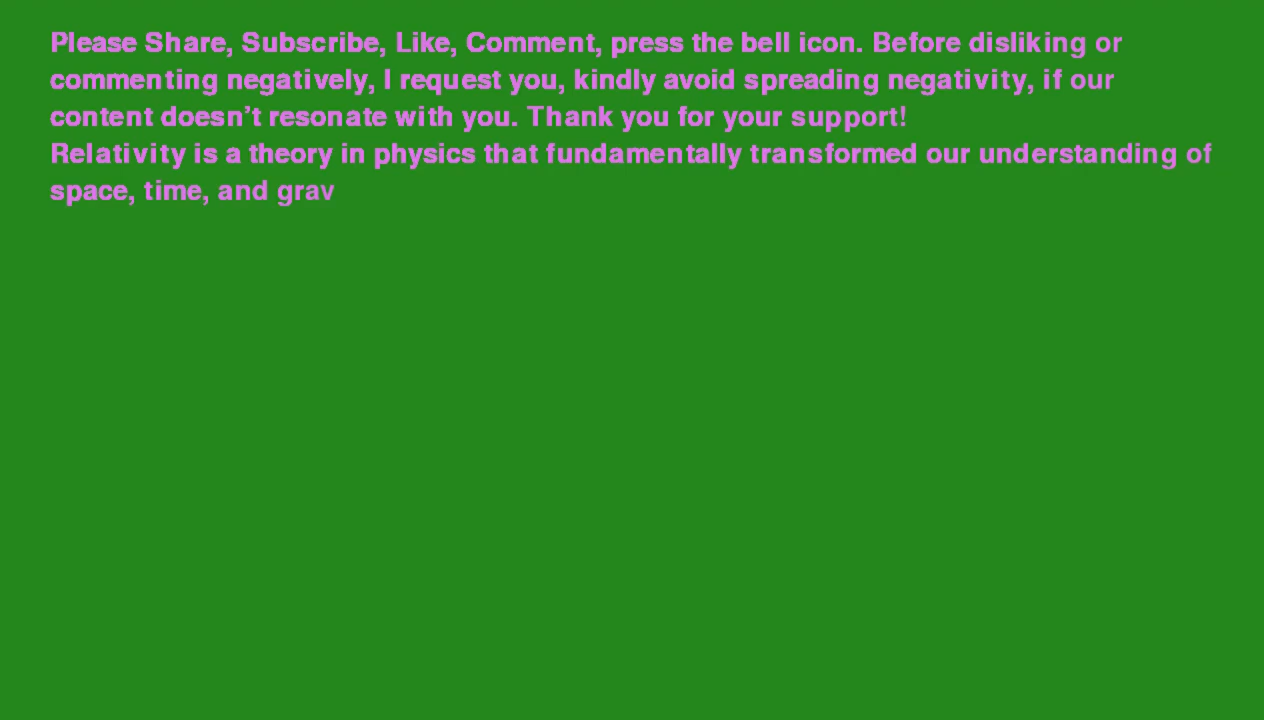 Please Share, Subscribe, Like, Comment, press the bell icon. Before disliking or
commenting negatively, I request you, kindly avoid spreading negativity, if our
content doesn’t resonate with you. Thank you for your support!
Relativity is a theory in physics that fundamentally transformed our understanding of
space, time, and grav